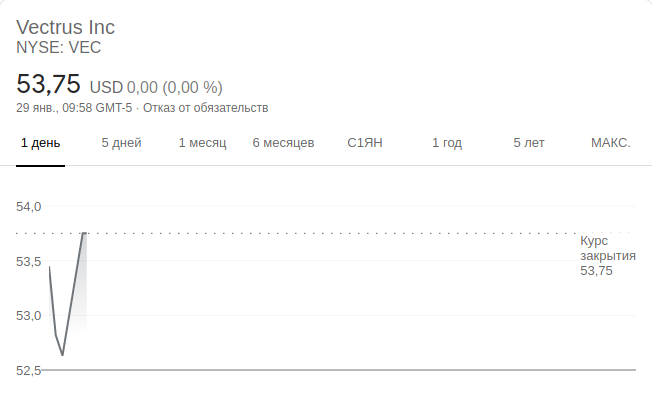 Vectrus Inc
NYSE: VEC
53,75 USD 0,00 (0,00 %)
29 янв., 09:58 GMT-5 · Отказ от обязательств
1 день 5 дней 1 месяц 6 месяцев С1ЯН 1 год 5 лет МАКС.
54,0
Курс
закрытия
53,75
53,5
53,0
52,5